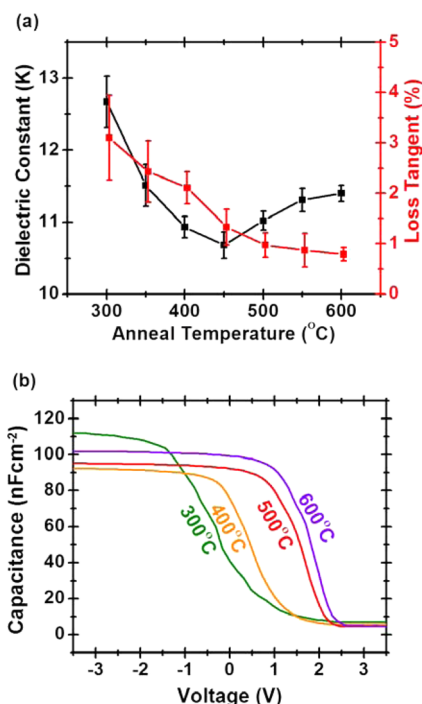 (a)
Dielectric Constant (K)
13
12
11
10
5
4
3
2
1
0
Loss Tangent (%)
300 400 500 600
Anneal Temperature (°C)
(b)
Capacitance (nFcm-2)
120
100
80
60
40
20
0
300°C
400°C
500°C
600°C
-3 -2 -1 0 1 2 3
Voltage (V)